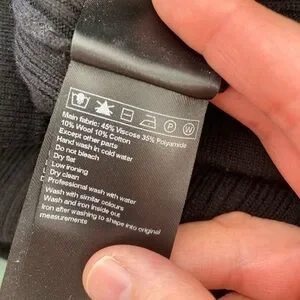 P W
Main fabric: 45% Viscose 35% Polyamide
10% Wool 10% Cotton
Except other parts
Hand wash in cold water
Do not bleach
Dry flat
Low ironing
Dry clean
Professional wash with water
Wash with similar colours
Wash and iron inside out
Iron after washing to shape into original
measurements